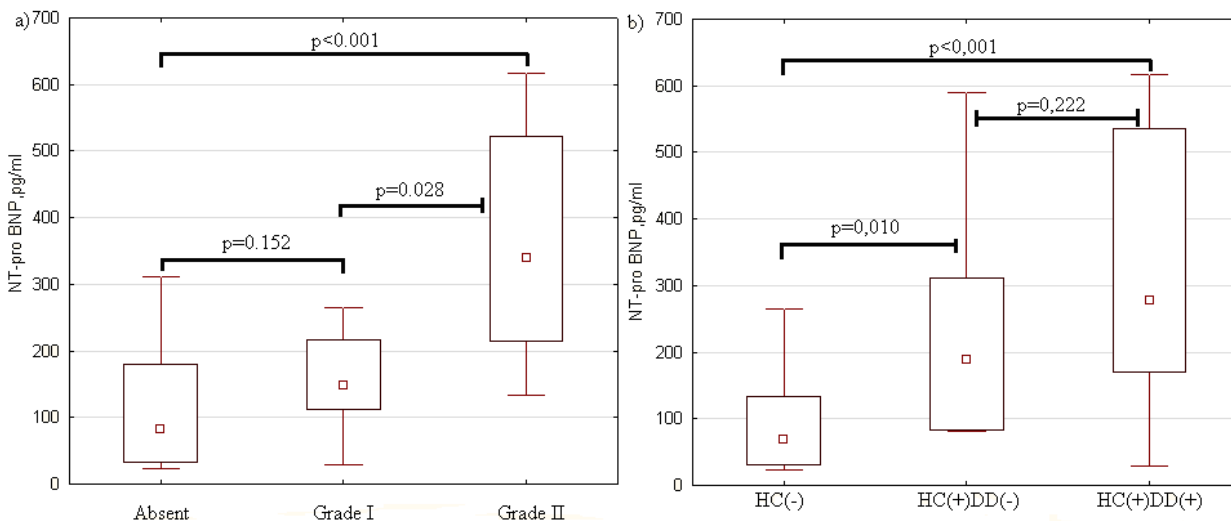 a)
NT-pro BNP,pg/ml
700
600
500
400
300
200
100
0
p<0.001
p=0.028
p=0.152
Absent
Grade I
Grade II
b)
NT-pro BNP,pg/ml
700
600
500
400
300
200
100
0
p<0,001
p=0,222
p=0,010
HC(-)
HC(+)DD(-)
HC(+)DD(+)